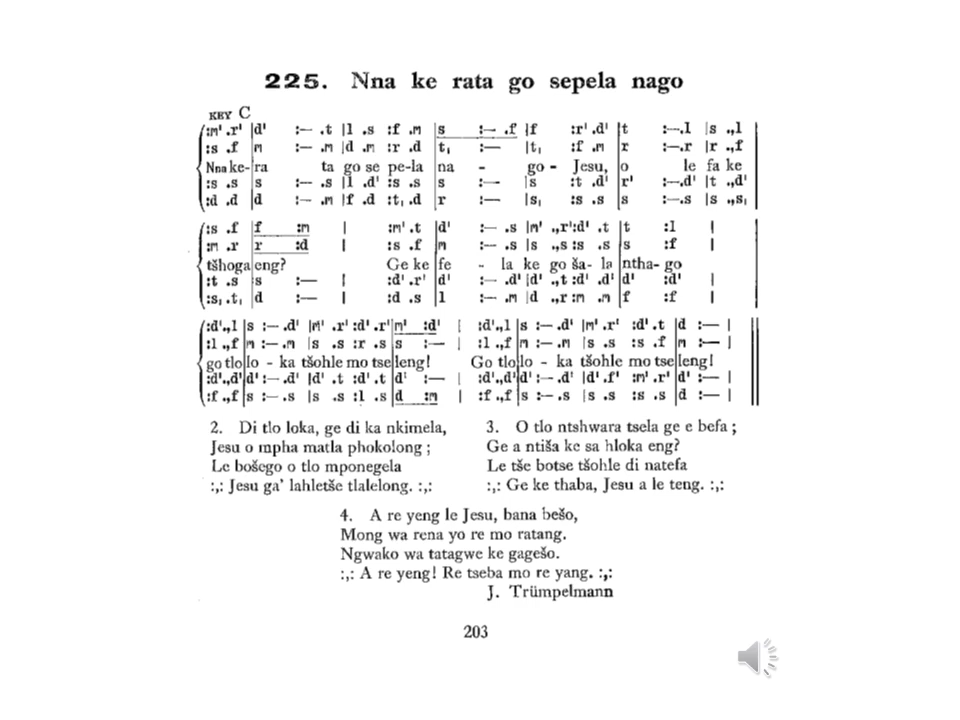 225. Nna ke rata go sepela nago
KEY C
:m' .r' |d' :— .t |l .s :f .m |s :— .f |f :r' .d' |t :—.l |s .,l
:s .f |m :— .m |d .m :r .d |t, :— |t, :f .m |r :—.r |r .,f
Nna ke- ra ta go se pe-la na - go - Jesu, o le fa ke
:s .s |s :— .s |l .d' :s .s |s :— |s :t .d' |r' :—.d' |t .,d'
:d .d |d :— .m |f .d :t, .d |r :— |s, :s .s |s :—.s |s .,s,
:s .f |f :m | :m' .t |d' :— .s |m' .,r':d' .t |t :l |
:m .r |r :d | :s .f |m :— .s |s .,s :s .s |s :f |
tšhoga eng? Ge ke fe - la ke go ša- la ntha- go
:t .s |s :— | :d' .r' |d' :— .d' |d' .,t :d' .d' |d' :d' |
:s, .t, |d :— | :d .s |l :— .m |d .,r :m .m |f :f |
:d'.,l |s :— .d' |m' .r' :d' .r' |m' :d' | :d'.,l |s :— .d' |m' .r' :d' .t |d :— |
:l .,f |m :— .m |s .s :r .s |s :— | :l .,f |m :— .m |s .s :s .f |m :— |
go tlo lo - ka tšohle mo tse leng! Go tlo lo - ka tšohle mo tse leng!
:d'.,d' |d' :— .d' |d' .t :d' .t |d' :— | :d'.,d' |d' :— .d' |d' .f' :m' .r' |d' :— |
:f .,f |s :— .s |s .s :l .s |d :m | :f .,f |s :— .s |s .s :s .s |d :— |
2. Di tlo loka, ge di ka nkimela,
Jesu o mpha matla phokolong ;
Le bošego o tlo mponegela
:,: Jesu ga' lahletše tlalelong. :,:
3. O tlo ntshwara tsela ge e befa ;
Ge a ntiša ke sa hloka eng?
Le tše botse tšohle di natefa
:,: Ge ke thaba, Jesu a le teng. :,:
4. A re yeng le Jesu, bana bešo,
Mong wa rena yo re mo ratang.
Ngwako wa tatagwe ke gagešo.
:,: A re yeng! Re tseba mo re yang. :,:
J. Trümpelmann
203